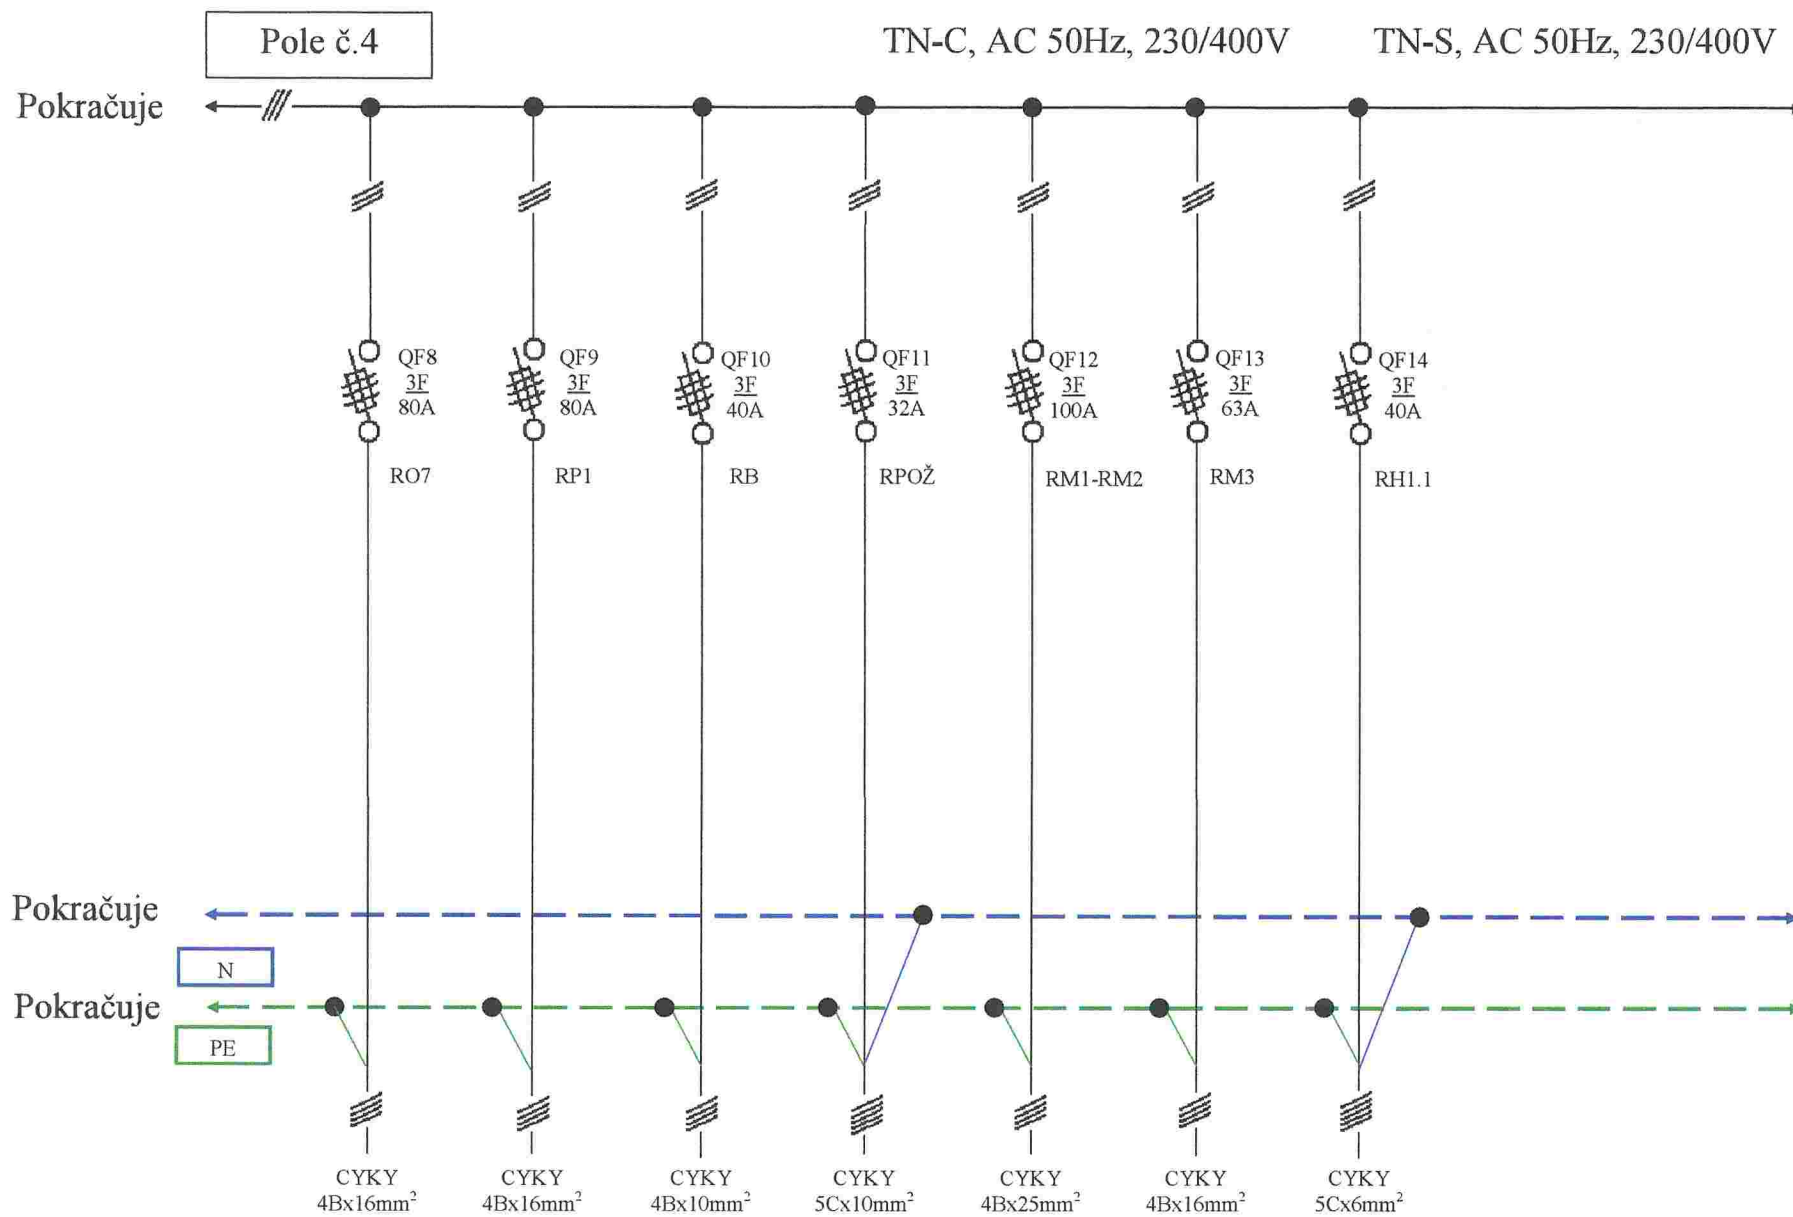 Pole č.4
TN-C, AC 50Hz, 230/400V
TN-S, AC 50Hz, 230/400V
Pokračuje
QF8
3F
80A
RO7
QF9
3F
80A
RP1
QF10
3F
40A
RB
QF11
3F
32A
RPOŽ
QF12
3F
100A
RM1-RM2
QF13
3F
63A
RM3
QF14
3F
40A
RH1.1
Pokračuje
N
Pokračuje
PE
CYKY
4Bx16mm²
CYKY
4Bx16mm²
CYKY
4Bx10mm²
CYKY
5Cx10mm²
CYKY
4Bx25mm²
CYKY
4Bx16mm²
CYKY
5Cx6mm²